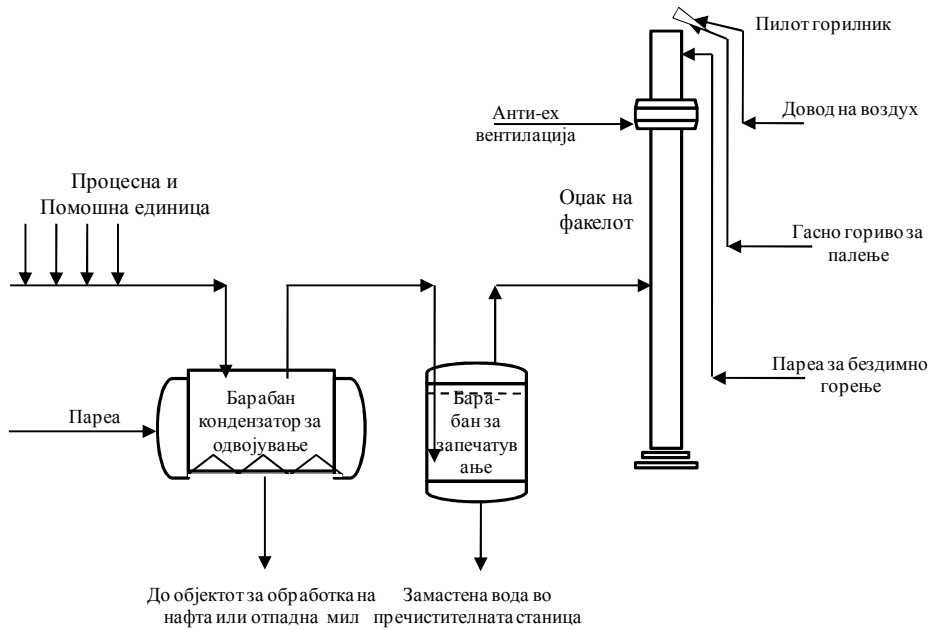 Пилот горилник
Довод на воздух
Анти-ех
вентилација
Процесна и
Помошна единица
Оџак на
факелот
Гасно гориво за
палење
Пареа за бездимно
горење
Пареа
Барабан
кондензатор за
одвојување
Бара-
бан за
запечатув
ање
До објектот за обработка на
нафта или отпадна мил
Замастена вода во
пречистителната станица